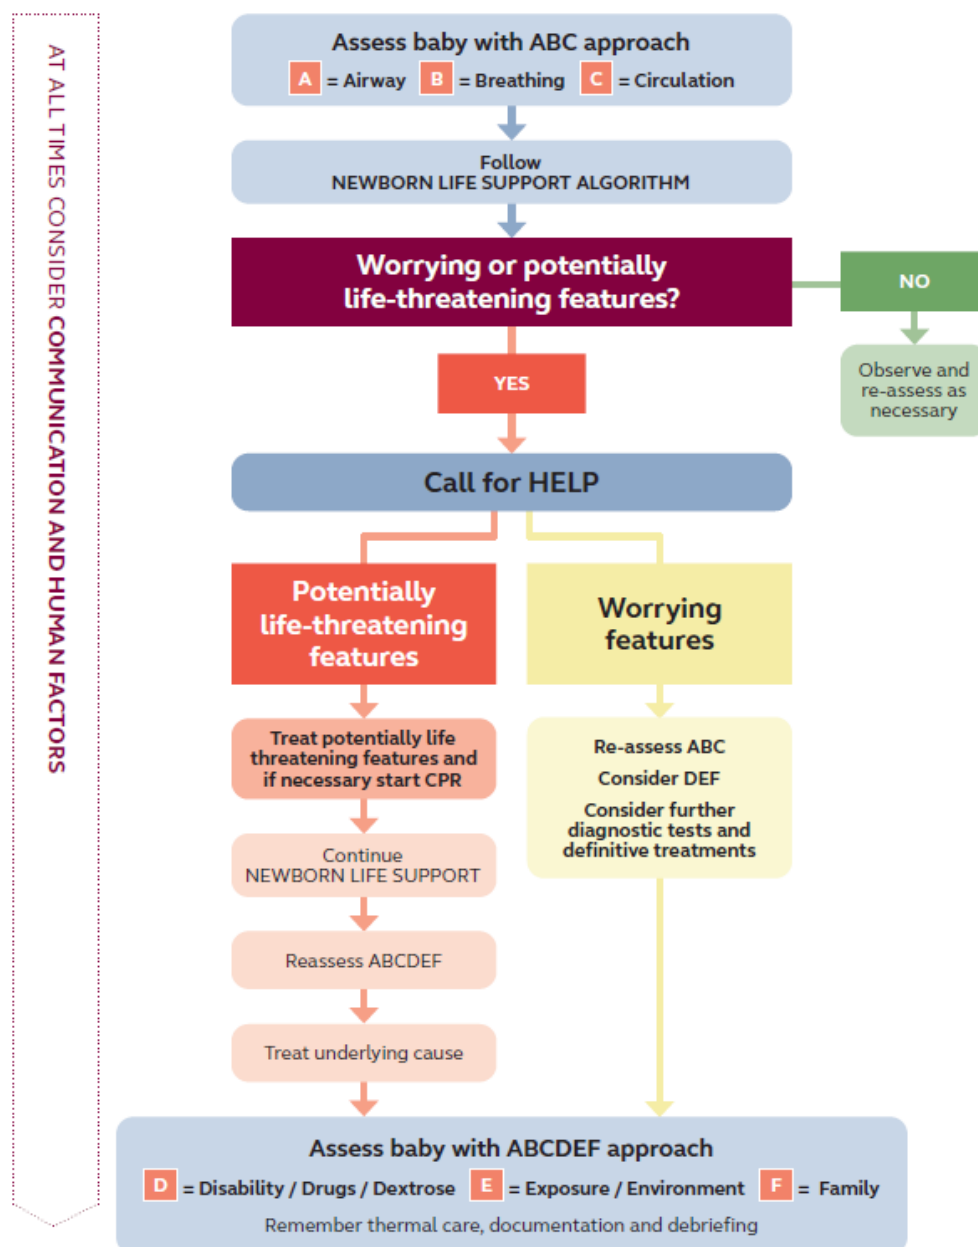 AT ALL TIMES CONSIDER COMMUNICATION AND HUMAN FACTORS
Assess baby with ABC approach
A = Airway B = Breathing C = Circulation
Follow
NEWBORN LIFE SUPPORT ALGORITHM
Worrying or potentially
life-threatening features?
NO
Observe and
re-assess as
necessary
YES
Call for HELP
Potentially
life-threatening
features
Treat potentially life
threatening features and
if necessary start CPR
Continue
NEWBORN LIFE SUPPORT
Reassess ABCDEF
Treat underlying cause
Worrying
features
Re-assess ABC
Consider DEF
Consider further
diagnostic tests and
definitive treatments
Assess baby with ABCDEF approach
D = Disability / Drugs / Dextrose E = Exposure / Environment F = Family
Remember thermal care, documentation and debriefing